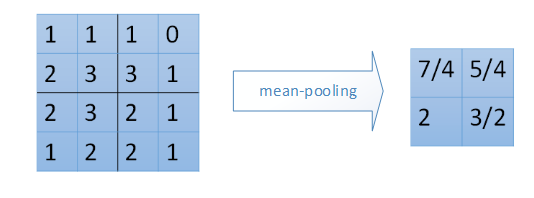 1 1 1 0
2 3 3 1
2 3 2 1
1 2 2 1
mean-pooling
7/4 5/4
2 3/2